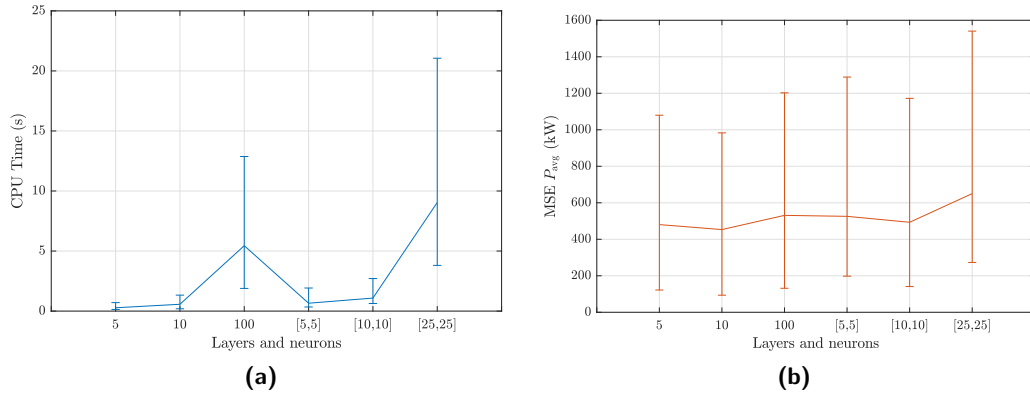 25
20
15
10
5
0
CPU Time (s)
5 10 100 [5,5] [10,10] [25,25]
Layers and neurons
(a)
1600
1400
1200
1000
800
600
400
200
0
MSE P_avg (kW)
5 10 100 [5,5] [10,10] [25,25]
Layers and neurons
(b)